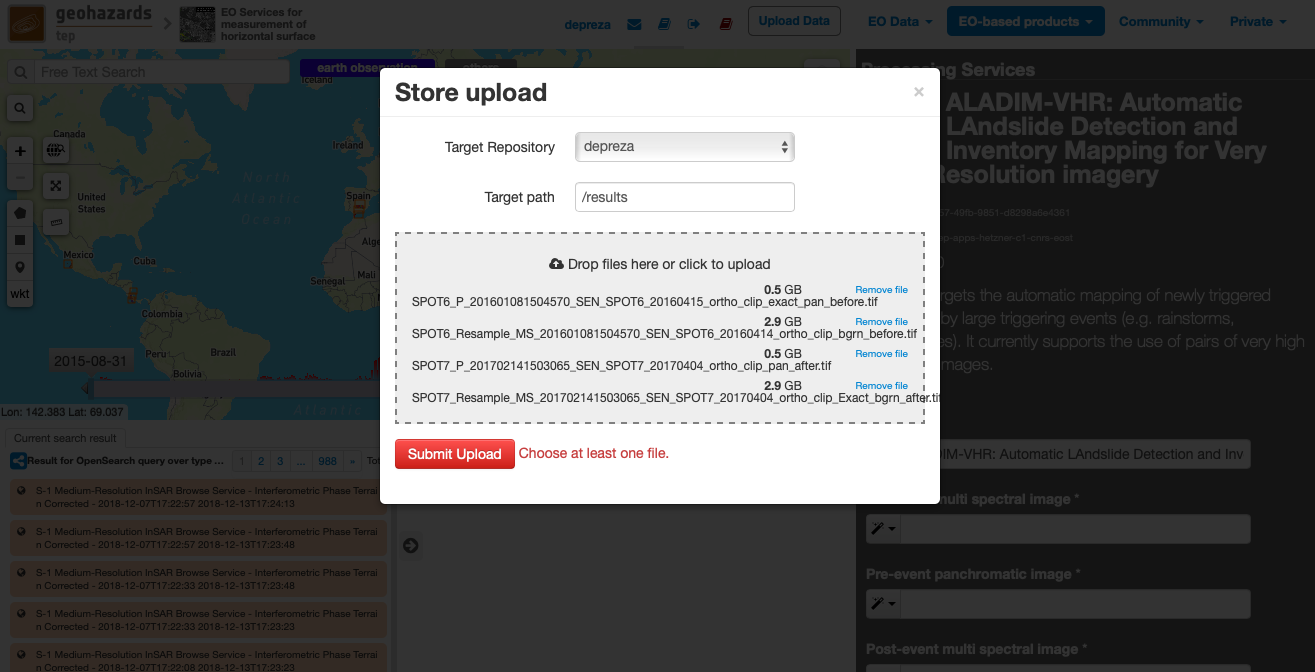 geohazards
tep
EO Services for
measurement of
horizontal surface
depreza
Upload Data
EO Data
EO-based products
Community
Private
Free Text Search
earth observation
Ireland
Processing Services
ALADIM-VHR: Automatic
LAndslide Detection and
Inventory Mapping for Very
Resolution imagery
Store upload
×
Target Repository
depreza
Target path
/results
Drop files here or click to upload
0.5 GB
Remove file
SPOT6_P_201601081504570_SEN_SPOT6_20160415_ortho_clip_exact_pan_before.tif
2.9 GB
Remove file
SPOT6_Resample_MS_201601081504570_SEN_SPOT6_20160414_ortho_clip_bgrn_before.tif
0.5 GB
Remove file
SPOT7_P_201702141503065_SEN_SPOT7_20170404_ortho_clip_pan_after.tif
2.9 GB
Remove file
SPOT7_Resample_MS_201702141503065_SEN_SPOT7_20170404_ortho_clip_Exact_bgrn_after.tif
Submit Upload
Choose at least one file.
Canada
Ireland
North
Atlantic
Ocean
United
States
Spain
Mexico
Cuba
Mali
Senegal
Colombia
Peru
Brazil
Bolivia
Atlantic
+
−
wkt
2015-08-31
Lon: 142.383 Lat: 69.037
Current search result
Result for OpenSearch query over type ...
1
2
3
...
988
»
S-1 Medium-Resolution InSAR Browse Service - Interferometric Phase Terrai
n Corrected - 2018-12-07T17:22:57 2018-12-13T17:24:13
S-1 Medium-Resolution InSAR Browse Service - Interferometric Phase Terrai
n Corrected - 2018-12-07T17:22:57 2018-12-13T17:23:48
S-1 Medium-Resolution InSAR Browse Service - Interferometric Phase Terrai
n Corrected - 2018-12-07T17:22:33 2018-12-13T17:23:48
S-1 Medium-Resolution InSAR Browse Service - Interferometric Phase Terrai
n Corrected - 2018-12-07T17:22:33 2018-12-13T17:23:23
S-1 Medium-Resolution InSAR Browse Service - Interferometric Phase Terrai
n Corrected - 2018-12-07T17:22:08 2018-12-13T17:23:23
rgets the automatic mapping of newly triggered
by large triggering events (e.g. rainstorms,
es). It currently supports the use of pairs of very high
mages.
DIM-VHR: Automatic LAndslide Detection and Inv
multi spectral image *
Pre-event panchromatic image *
Post-event multi spectral image *